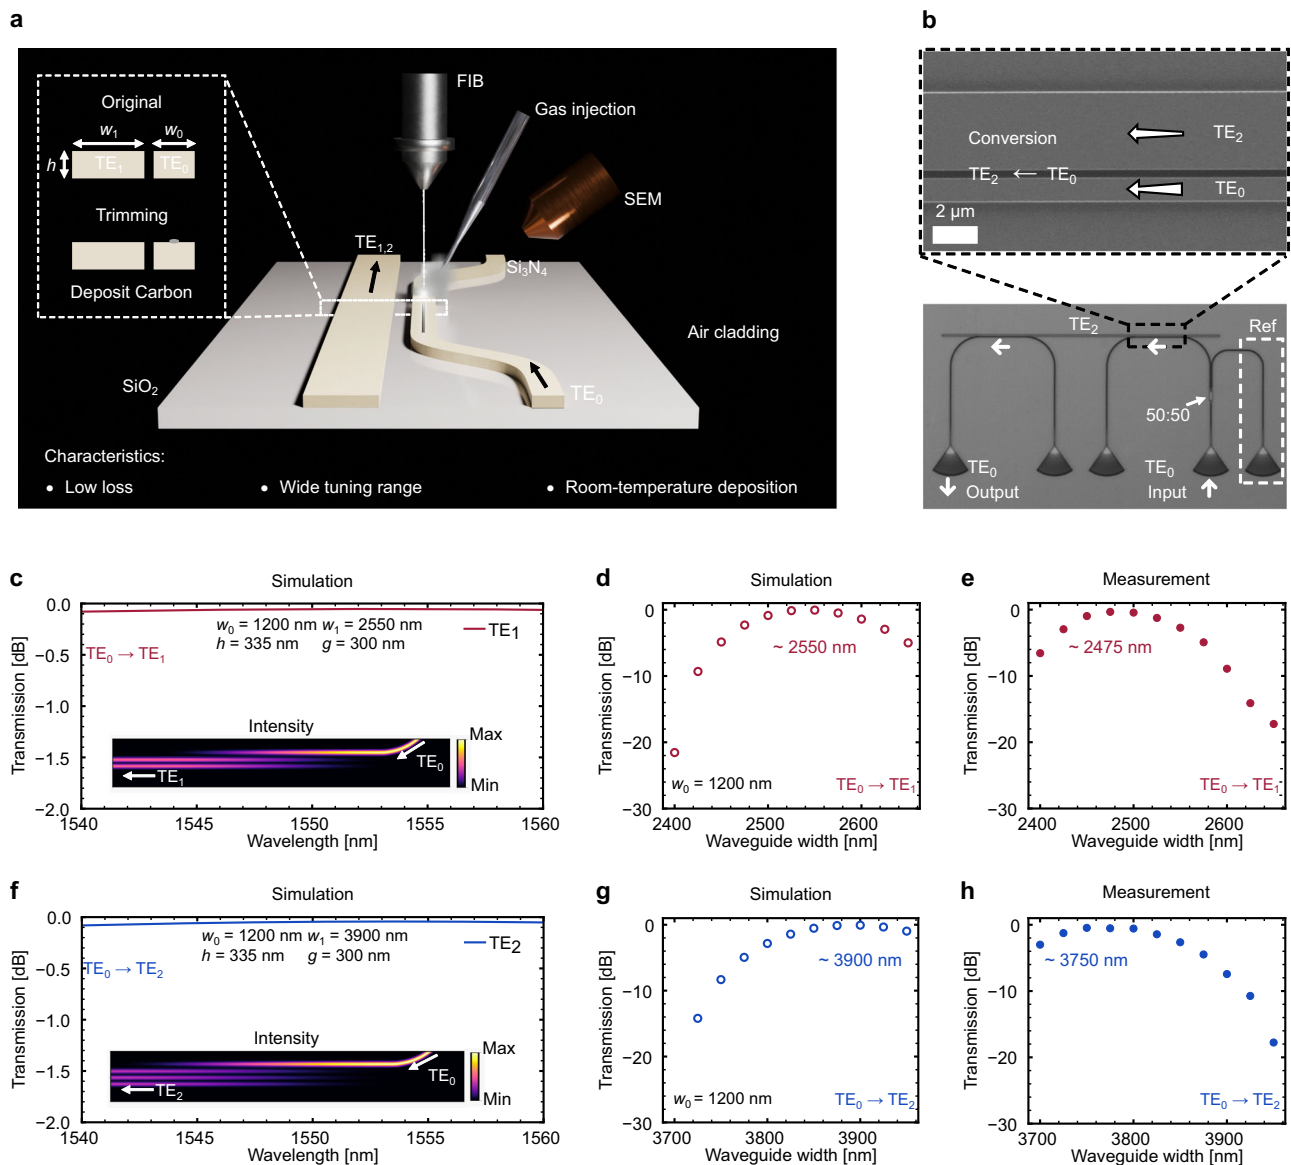 a
Original
w1
w0
h
TE1
TE0
Trimming
Deposit Carbon
FIB
Gas injection
SEM
TE1,2
Si3N4
Air cladding
SiO2
TE0
Characteristics:
• Low loss
• Wide tuning range
• Room-temperature deposition
b
TE2
Conversion
TE2 ← TE0
TE0
2 µm
TE2
Ref
50:50
TE0
Output
TE0
Input
c
Simulation
Transmission [dB]
0.0
−0.5
−1.0
−1.5
−2.0
w0 = 1200 nm w1 = 2550 nm
h = 335 nm g = 300 nm
TE1
TE0 → TE1
Intensity
Max
Min
TE0
TE1
1540
1545
1550
1555
1560
Wavelength [nm]
d
Simulation
Transmission [dB]
0
−10
−20
−30
~ 2550 nm
w0 = 1200 nm
TE0 → TE1
2400
2500
2600
Waveguide width [nm]
e
Measurement
Transmission [dB]
0
−10
−20
−30
~ 2475 nm
TE0 → TE1
2400
2500
2600
Waveguide width [nm]
f
Simulation
Transmission [dB]
0.0
−0.5
−1.0
−1.5
−2.0
w0 = 1200 nm w1 = 3900 nm
h = 335 nm g = 300 nm
TE2
TE0 → TE2
Intensity
Max
Min
TE0
TE2
1540
1545
1550
1555
1560
Wavelength [nm]
g
Simulation
Transmission [dB]
0
−10
−20
−30
~ 3900 nm
w0 = 1200 nm
TE0 → TE2
3700
3800
3900
Waveguide width [nm]
h
Measurement
Transmission [dB]
0
−10
−20
−30
~ 3750 nm
TE0 → TE2
3700
3800
3900
Waveguide width [nm]